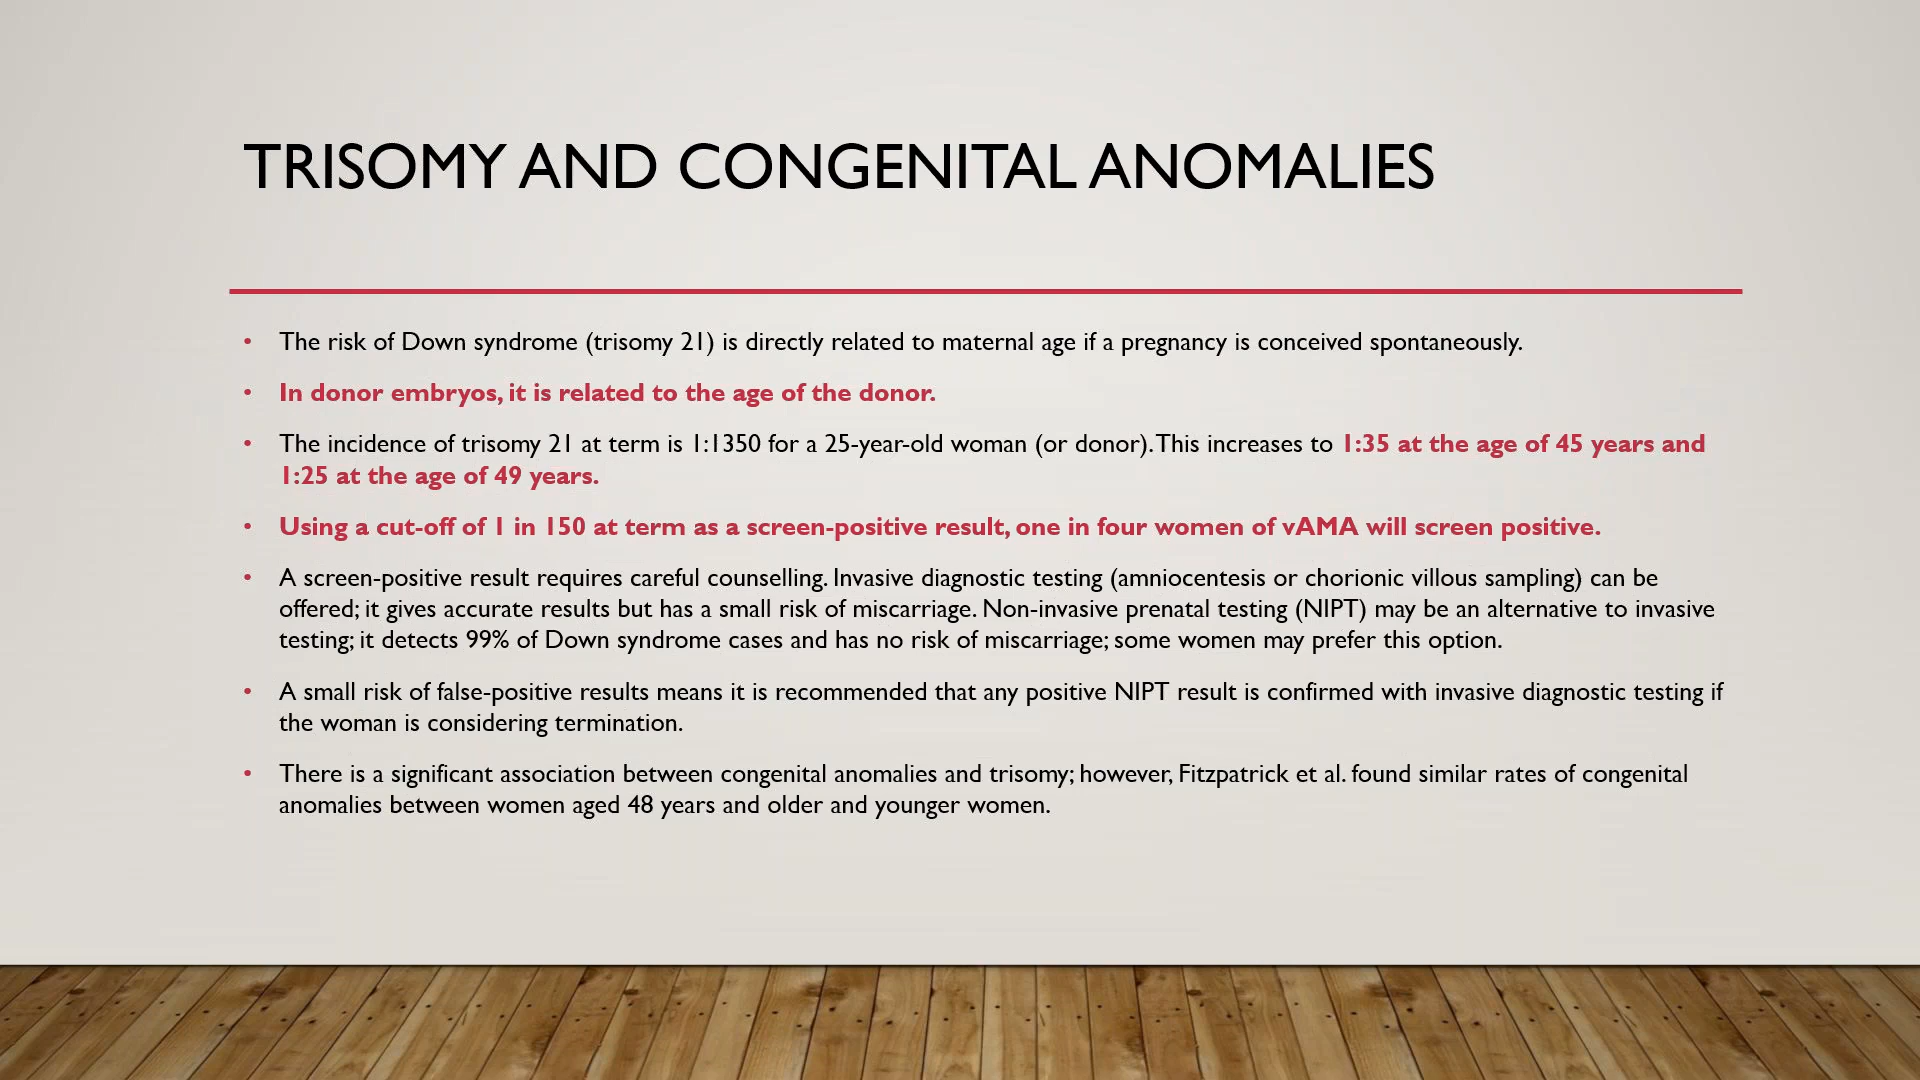 TRISOMY AND CONGENITAL ANOMALIES
• The risk of Down syndrome (trisomy 21) is directly related to maternal age if a pregnancy is conceived spontaneously.
• In donor embryos, it is related to the age of the donor.
• The incidence of trisomy 21 at term is 1:1350 for a 25-year-old woman (or donor). This increases to 1:35 at the age of 45 years and
1:25 at the age of 49 years.
• Using a cut-off of 1 in 150 at term as a screen-positive result, one in four women of vAMA will screen positive.
• A screen-positive result requires careful counselling. Invasive diagnostic testing (amniocentesis or chorionic villous sampling) can be
offered; it gives accurate results but has a small risk of miscarriage. Non-invasive prenatal testing (NIPT) may be an alternative to invasive
testing; it detects 99% of Down syndrome cases and has no risk of miscarriage; some women may prefer this option.
• A small risk of false-positive results means it is recommended that any positive NIPT result is confirmed with invasive diagnostic testing if
the woman is considering termination.
• There is a significant association between congenital anomalies and trisomy; however, Fitzpatrick et al. found similar rates of congenital
anomalies between women aged 48 years and older and younger women.